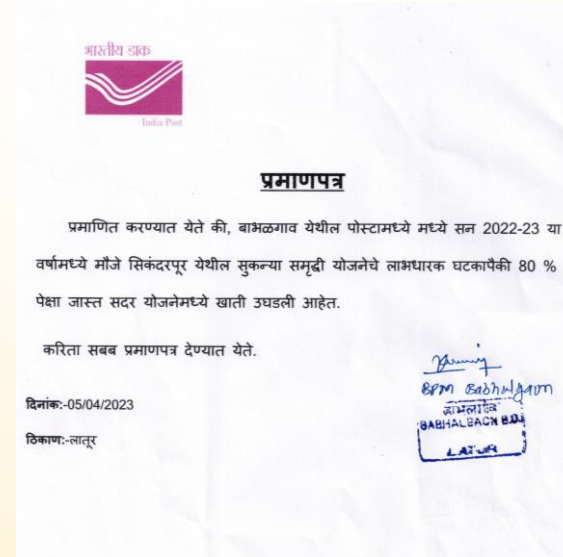 भारतीय डाक
India Post
प्रमाणपत्र
प्रमाणित करण्यात येते की, बाभळगाव येथील पोस्टामध्ये मध्ये सन 2022-23 या
वर्षामध्ये मौजे सिकंदरपूर येथील सुकन्या समृद्धी योजनेचे लाभधारक घटकापैकी 80 %
पेक्षा जास्त सदर योजनेमध्ये खाती उघडली आहेत.
करिता सबब प्रमाणपत्र देण्यात येते.
BPM Babhalgaon
दिनांक:-05/04/2023
BABHALGAON B.O.
ठिकाण:-लातूर
LATUR